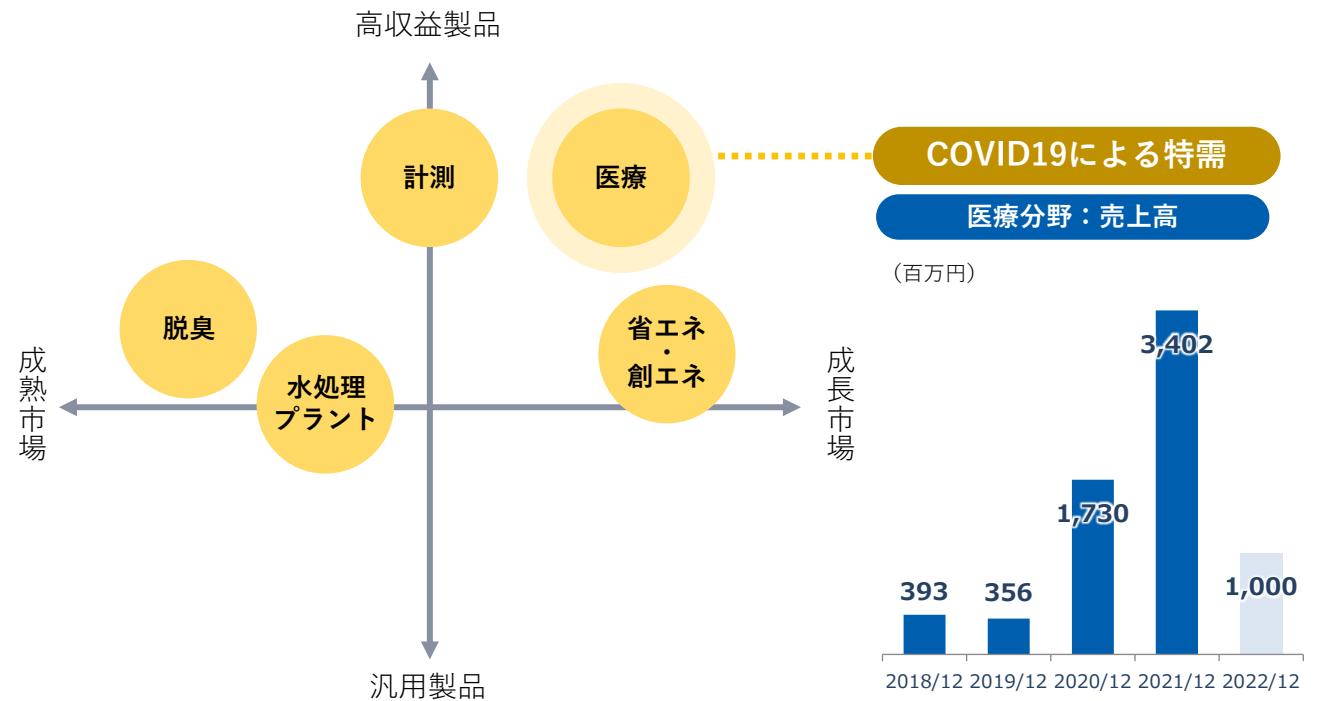 高収益製品
計測
医療
脱臭
水処理
プラント
省エネ
・
創エネ
成熟市場
成長市場
汎用製品
COVID19による特需
医療分野：売上高
（百万円）
393
356
1,730
3,402
1,000
2018/12 2019/12 2020/12 2021/12 2022/12